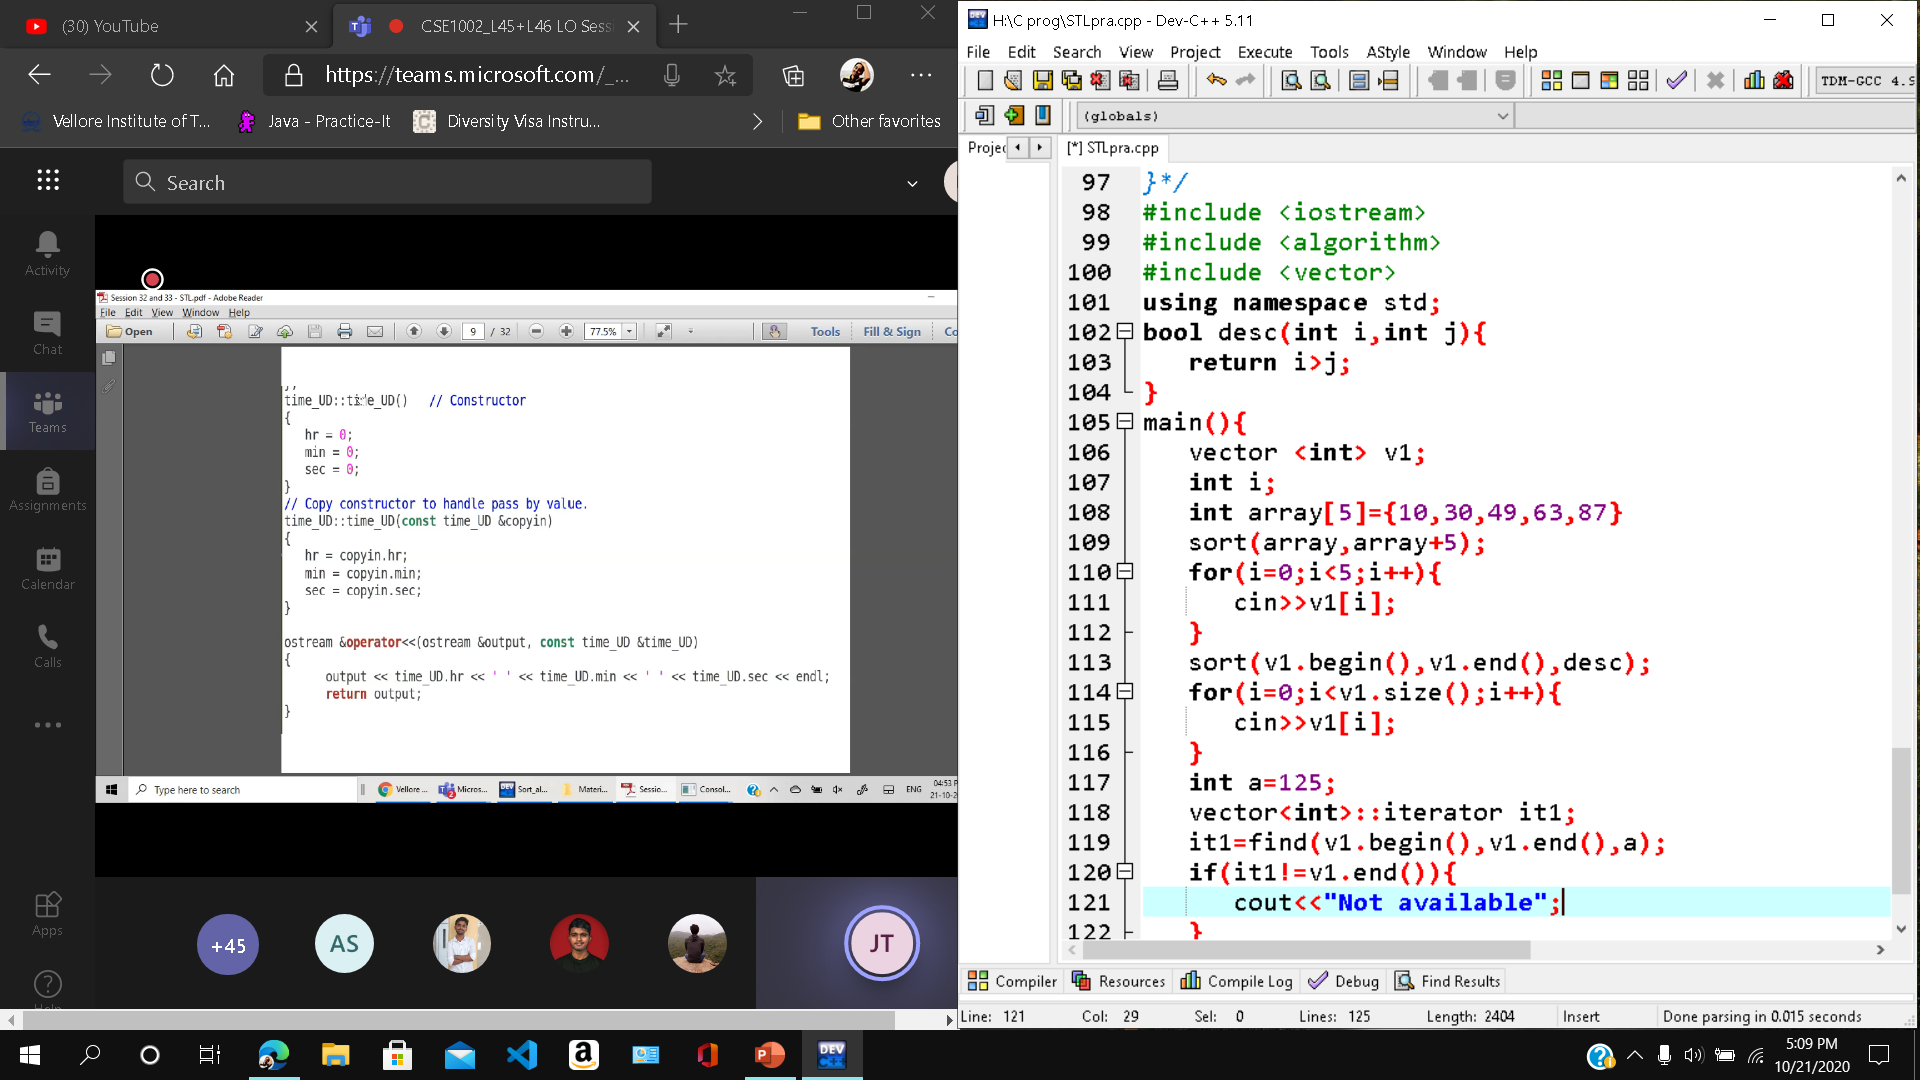 (30) YouTube
CSE1002_L45+L46 LO Sess
https://teams.microsoft.com/_...
Vellore Institute of T...
Java - Practice-It
Diversity Visa Instru...
Other favorites
Search
Activity
Chat
Teams
Assignments
Calendar
Calls
Apps
Help
Session 32 and 33 - STL.pdf - Adobe Reader
File Edit View Window Help
Open 9 / 32 77.5% Tools Fill & Sign Co
time_UD::time_UD() // Constructor
{
hr = 0;
min = 0;
sec = 0;
}
// Copy constructor to handle pass by value.
time_UD::time_UD(const time_UD &copyin)
{
hr = copyin.hr;
min = copyin.min;
sec = copyin.sec;
}
ostream &operator<<(ostream &output, const time_UD &time_UD)
{
output << time_UD.hr << ' ' << time_UD.min << ' ' << time_UD.sec << endl;
return output;
}
Type here to search
Vellore ... Micros... Sort_al... Materi... Sessio... Consol... ENG
04:53 P
21-10-2
+45
AS
JT
H:\C prog\STLpra.cpp - Dev-C++ 5.11
File Edit Search View Project Execute Tools AStyle Window Help
TDM-GCC 4.9
(globals)
Projec
[*] STLpra.cpp
97 }*/
98 #include <iostream>
99 #include <algorithm>
100 #include <vector>
101 using namespace std;
102 bool desc(int i,int j){
103 return i>j;
104 }
105 main(){
106 vector <int> v1;
107 int i;
108 int array[5]={10,30,49,63,87}
109 sort(array,array+5);
110 for(i=0;i<5;i++){
111 cin>>v1[i];
112 }
113 sort(v1.begin(),v1.end(),desc);
114 for(i=0;i<v1.size();i++){
115 cin>>v1[i];
116 }
117 int a=125;
118 vector<int>::iterator it1;
119 it1=find(v1.begin(),v1.end(),a);
120 if(it1!=v1.end()){
121 cout<<"Not available";
122 }
Compiler Resources Compile Log Debug Find Results
Line: 121 Col: 29 Sel: 0 Lines: 125 Length: 2404 Insert Done parsing in 0.015 seconds
DEV C++
5:09 PM
10/21/2020